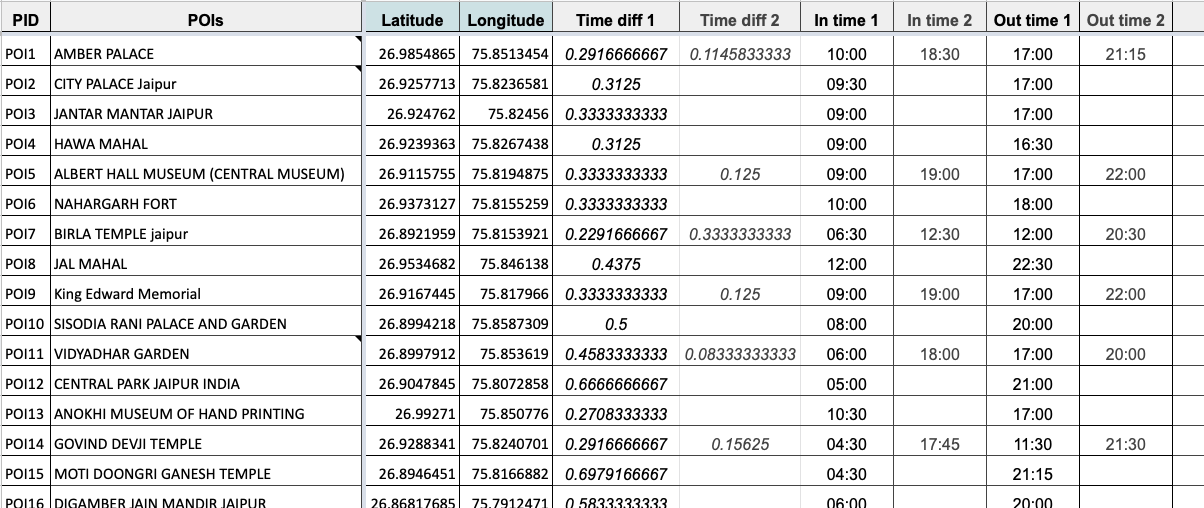 PID POIs Latitude Longitude Time diff 1 Time diff 2 In time 1 In time 2 Out time 1 Out time 2
POI1 AMBER PALACE 26.9854865 75.8513454 0.2916666667 0.1145833333 10:00 18:30 17:00 21:15
POI2 CITY PALACE Jaipur 26.9257713 75.8236581 0.3125 09:30 17:00
POI3 JANTAR MANTAR JAIPUR 26.924762 75.82456 0.3333333333 09:00 17:00
POI4 HAWA MAHAL 26.9239363 75.8267438 0.3125 09:00 16:30
POI5 ALBERT HALL MUSEUM (CENTRAL MUSEUM) 26.9115755 75.8194875 0.3333333333 0.125 09:00 19:00 17:00 22:00
POI6 NAHARGARH FORT 26.9373127 75.8155259 0.3333333333 10:00 18:00
POI7 BIRLA TEMPLE jaipur 26.8921959 75.8153921 0.2291666667 0.3333333333 06:30 12:30 12:00 20:30
POI8 JAL MAHAL 26.9534682 75.846138 0.4375 12:00 22:30
POI9 King Edward Memorial 26.9167445 75.817966 0.3333333333 0.125 09:00 19:00 17:00 22:00
POI10 SISODIA RANI PALACE AND GARDEN 26.8994218 75.8587309 0.5 08:00 20:00
POI11 VIDYADHAR GARDEN 26.8997912 75.853619 0.4583333333 0.08333333333 06:00 18:00 17:00 20:00
POI12 CENTRAL PARK JAIPUR INDIA 26.9047845 75.8072858 0.6666666667 05:00 21:00
POI13 ANOKHI MUSEUM OF HAND PRINTING 26.99271 75.850776 0.2708333333 10:30 17:00
POI14 GOVIND DEVJI TEMPLE 26.9288341 75.8240701 0.2916666667 0.15625 04:30 17:45 11:30 21:30
POI15 MOTI DOONGRI GANESH TEMPLE 26.8946451 75.8166882 0.6979166667 04:30 21:15
POI16 DIGAMBER JAIN MANDIR JAIPUR 26.86817685 75.7912471 0.5833333333 06:00 20:00